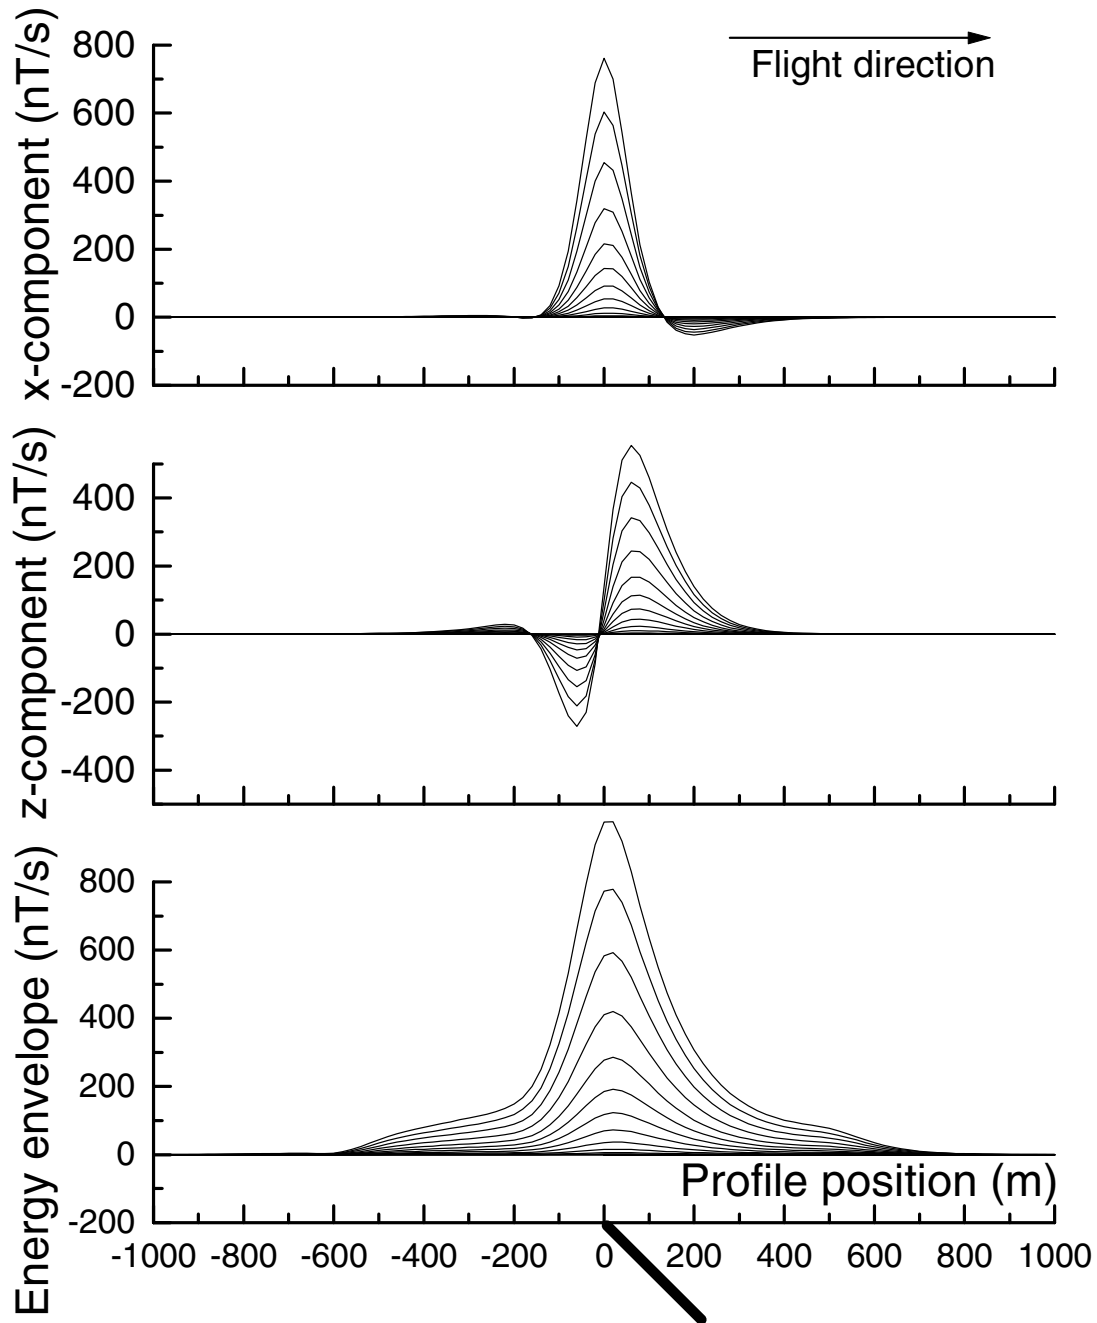 Flight direction
x-component (nT/s)
800
600
400
200
0
-200
z-component (nT/s)
400
200
0
-200
-400
Energy envelope (nT/s)
800
600
400
200
0
-200
Profile position (m)
-1000 -800 -600 -400 -200 0 200 400 600 800 1000